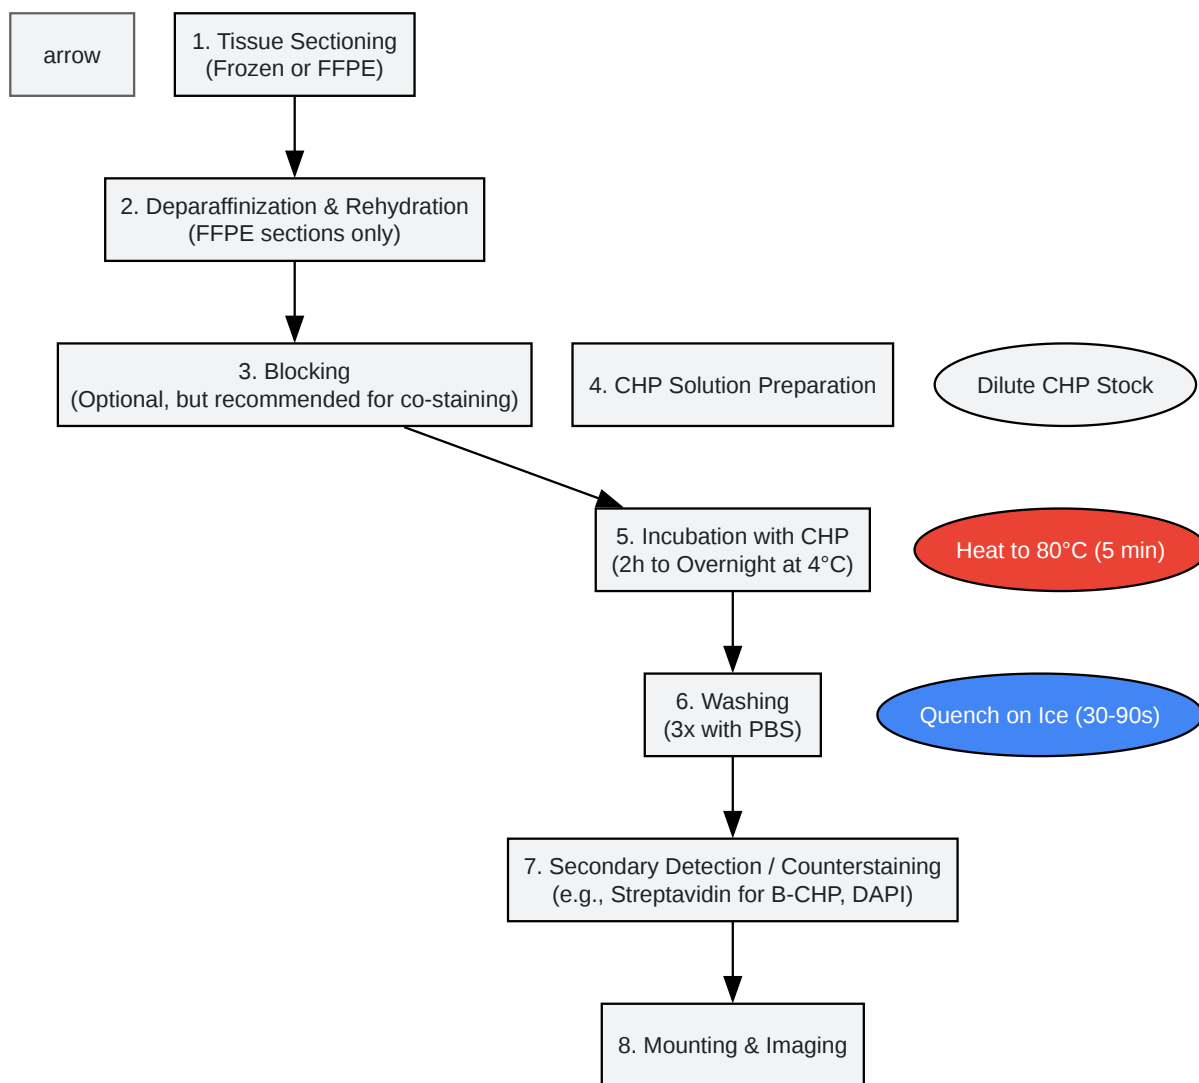 arrow
1. Tissue Sectioning
(Frozen or FFPE)
2. Deparaffinization & Rehydration
(FFPE sections only)
3. Blocking
(Optional, but recommended for co-staining)
4. CHP Solution Preparation
Dilute CHP Stock
5. Incubation with CHP
(2h to Overnight at 4°C)
Heat to 80°C (5 min)
6. Washing
(3x with PBS)
Quench on Ice (30-90s)
7. Secondary Detection / Counterstaining
(e.g., Streptavidin for B-CHP, DAPI)
8. Mounting & Imaging